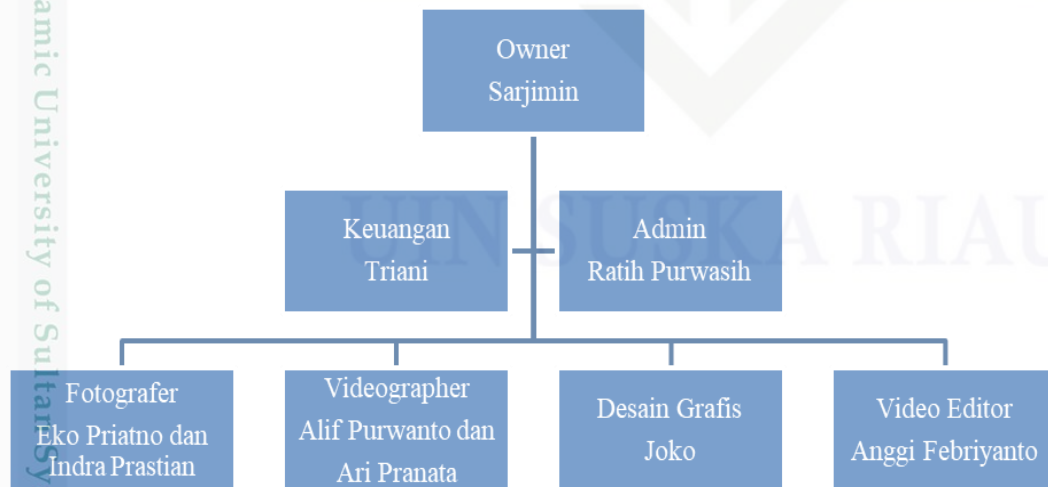 Owner
Sarjimin
Keuangan
Triani
Admin
Ratih Purwasih
Fotografer
Eko Priatno dan
Indra Prastian
Videographer
Alif Purwanto dan
Ari Pranata
Desain Grafis
Joko
Video Editor
Anggi Febriyanto
UIN SUSKA RIAU
amic University of Sultan Sy